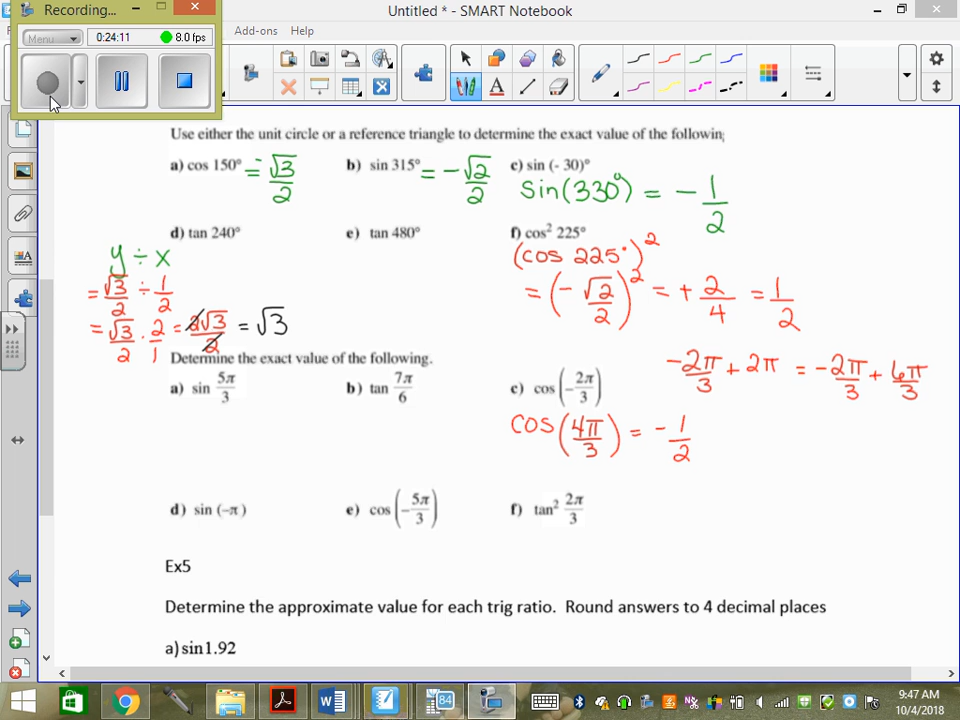 Recording...
Untitled * - SMART Notebook
Menu
0:24:11
8.0 fps
Add-ons Help
Use either the unit circle or a reference triangle to determine the exact value of the followin
a) cos 150° = -√3/2
b) sin 315° = -√2/2
c) sin (- 30)°
sin(330°) = -1/2
d) tan 240°
e) tan 480°
f) cos² 225°
y ÷ x
(cos 225°)²
= √3/2 ÷ 1/2
= (-√2/2)² = +2/4 = 1/2
= √3/2 · 2/1 = 2√3/2 = √3
Determine the exact value of the following.
-2π/3 + 2π = -2π/3 + 6π/3
a) sin 5π/3
b) tan 7π/6
c) cos(-2π/3)
cos(4π/3) = -1/2
d) sin (-π)
e) cos(-5π/3)
f) tan² 2π/3
Ex5
Determine the approximate value for each trig ratio. Round answers to 4 decimal places
a) sin1.92
84
9:47 AM
10/4/2018